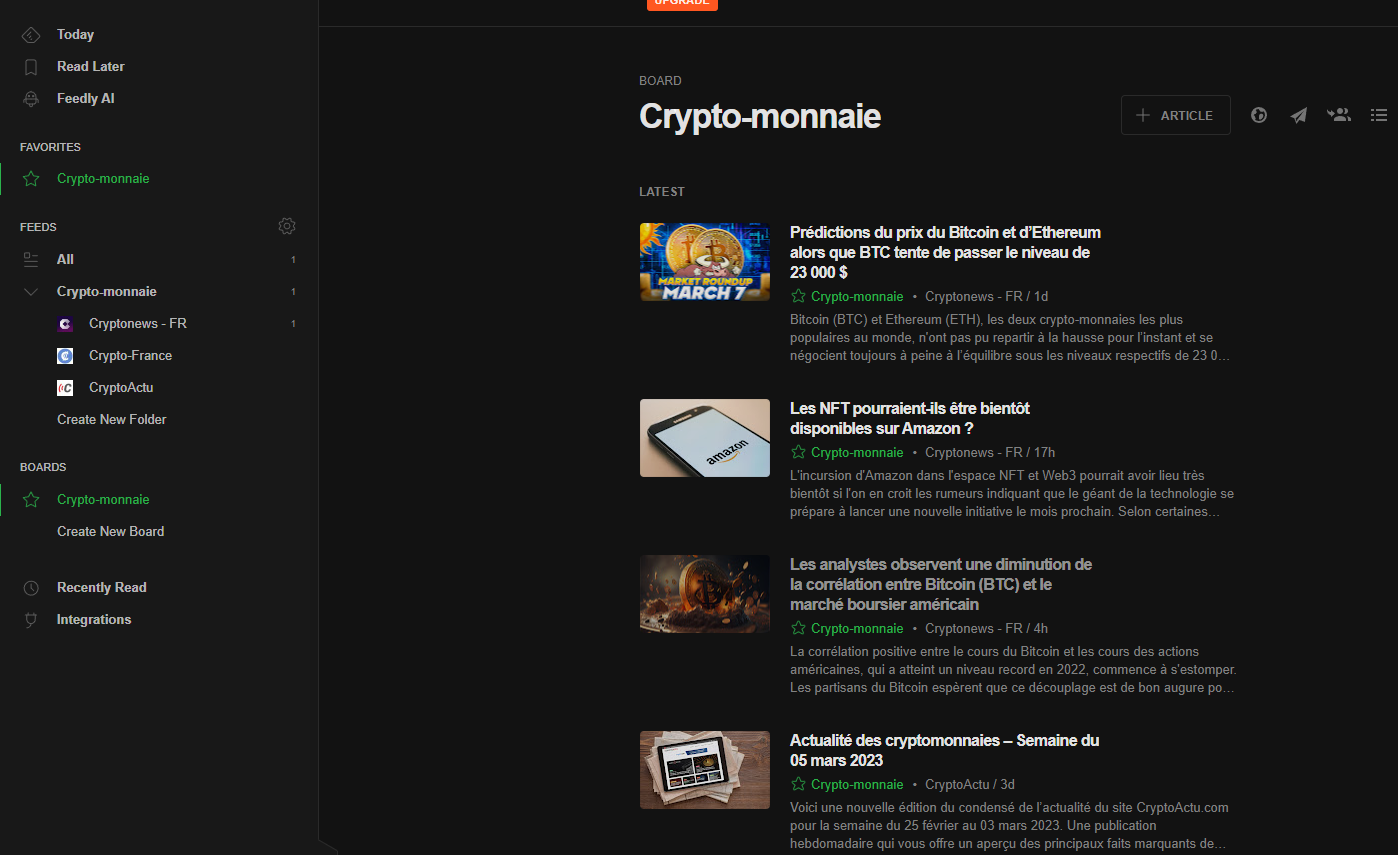 Today
Read Later
Feedly AI
FAVORITES
Crypto-monnaie
FEEDS
All 1
Crypto-monnaie 1
Cryptonews - FR 1
Crypto-France
CryptoActu
Create New Folder
BOARDS
Crypto-monnaie
Create New Board
Recently Read
Integrations
UPGRADE
BOARD
Crypto-monnaie
ARTICLE
LATEST
MARKET ROUNDUP
MARCH 7
Prédictions du prix du Bitcoin et d’Ethereum
alors que BTC tente de passer le niveau de
23 000 $
Crypto-monnaie • Cryptonews - FR / 1d
Bitcoin (BTC) et Ethereum (ETH), les deux crypto-monnaies les plus
populaires au monde, n’ont pas pu repartir à la hausse pour l’instant et se
négocient toujours à peine à l’équilibre sous les niveaux respectifs de 23 0…
amazon
Les NFT pourraient-ils être bientôt
disponibles sur Amazon ?
Crypto-monnaie • Cryptonews - FR / 17h
L'incursion d'Amazon dans l'espace NFT et Web3 pourrait avoir lieu très
bientôt si l'on en croit les rumeurs indiquant que le géant de la technologie se
prépare à lancer une nouvelle initiative le mois prochain. Selon certaines…
Les analystes observent une diminution de
la corrélation entre Bitcoin (BTC) et le
marché boursier américain
Crypto-monnaie • Cryptonews - FR / 4h
La corrélation positive entre le cours du Bitcoin et les cours des actions
américaines, qui a atteint un niveau record en 2022, commence à s’estomper.
Les partisans du Bitcoin espèrent que ce découplage est de bon augure po…
Actualité des cryptomonnaies – Semaine du
05 mars 2023
Crypto-monnaie • CryptoActu / 3d
Voici une nouvelle édition du condensé de l’actualité du site CryptoActu.com
pour la semaine du 25 février au 03 mars 2023. Une publication
hebdomadaire qui vous offre un aperçu des principaux faits marquants de…